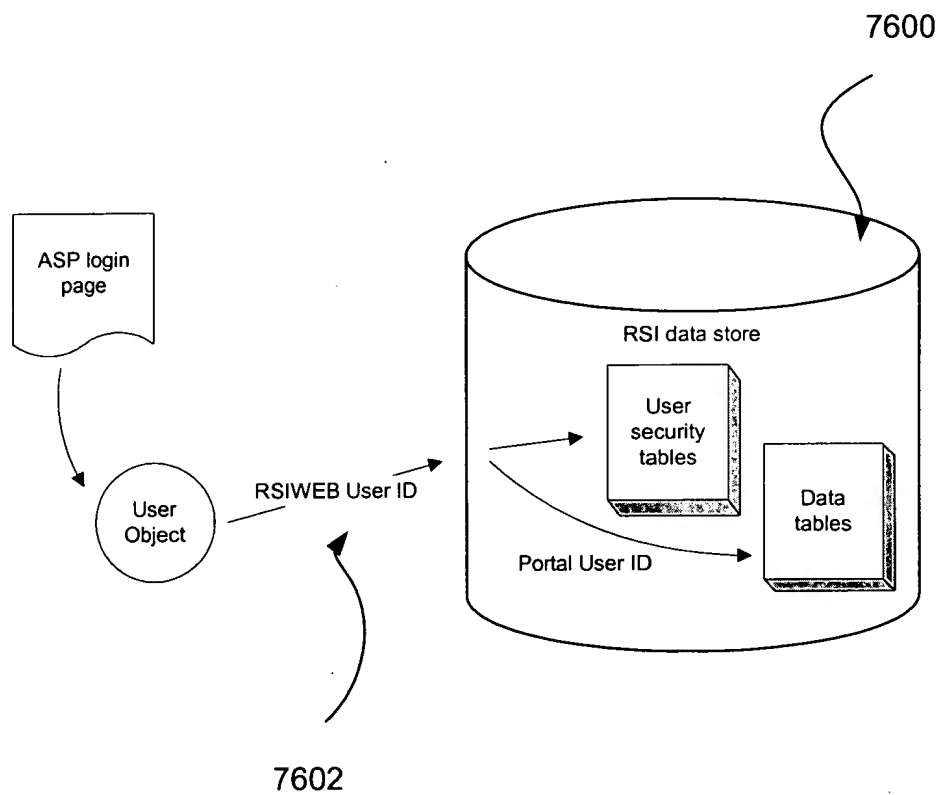 7600
ASP login
page
RSI data store
User
security
tables
RSIWEB User ID
User
Object
Data
tables
Portal User ID
7602